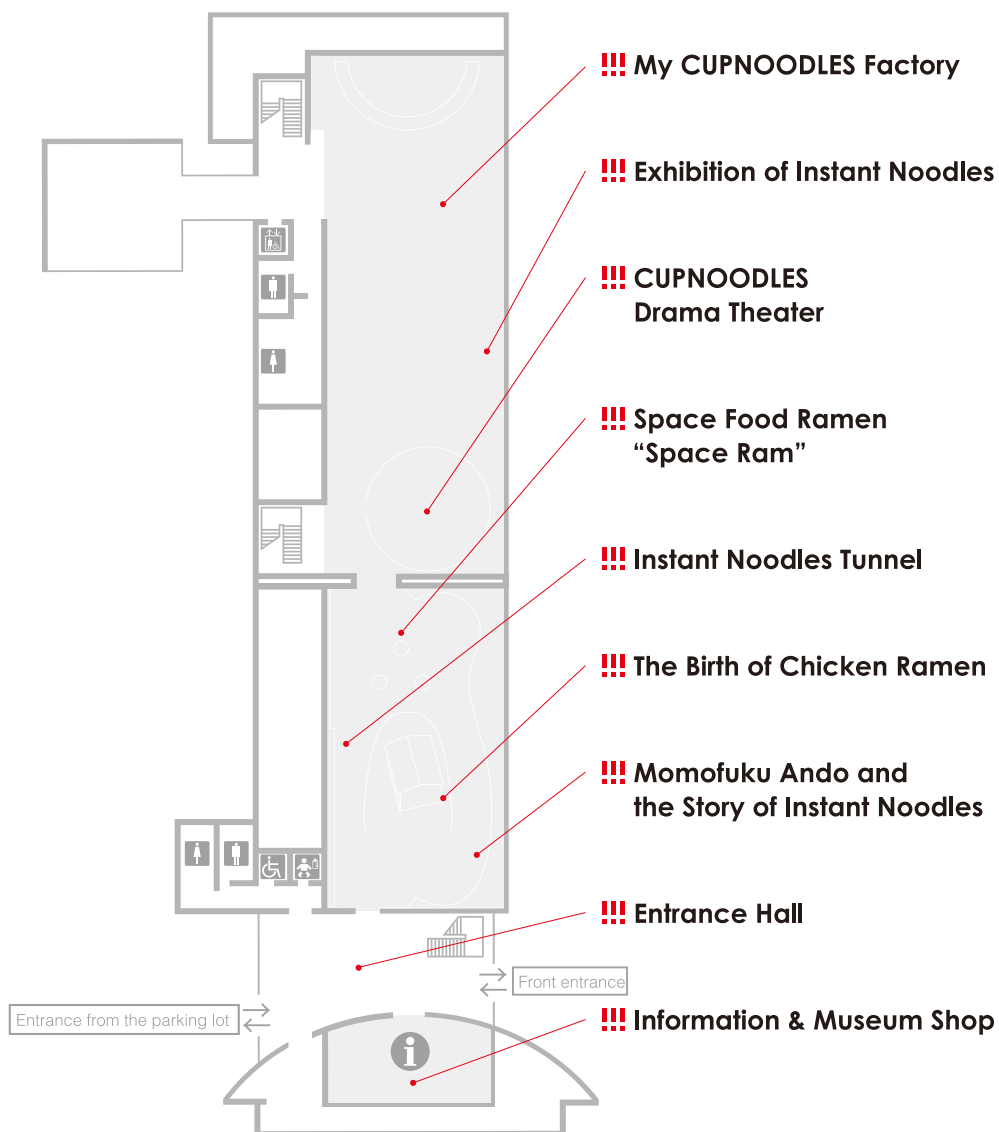 !!! My CUPNOODLES Factory
!!! Exhibition of Instant Noodles
!!! CUPNOODLES
Drama Theater
!!! Space Food Ramen
“Space Ram”
!!! Instant Noodles Tunnel
!!! The Birth of Chicken Ramen
!!! Momofuku Ando and
the Story of Instant Noodles
!!! Entrance Hall
Front entrance
Entrance from the parking lot
!!! Information & Museum Shop
i